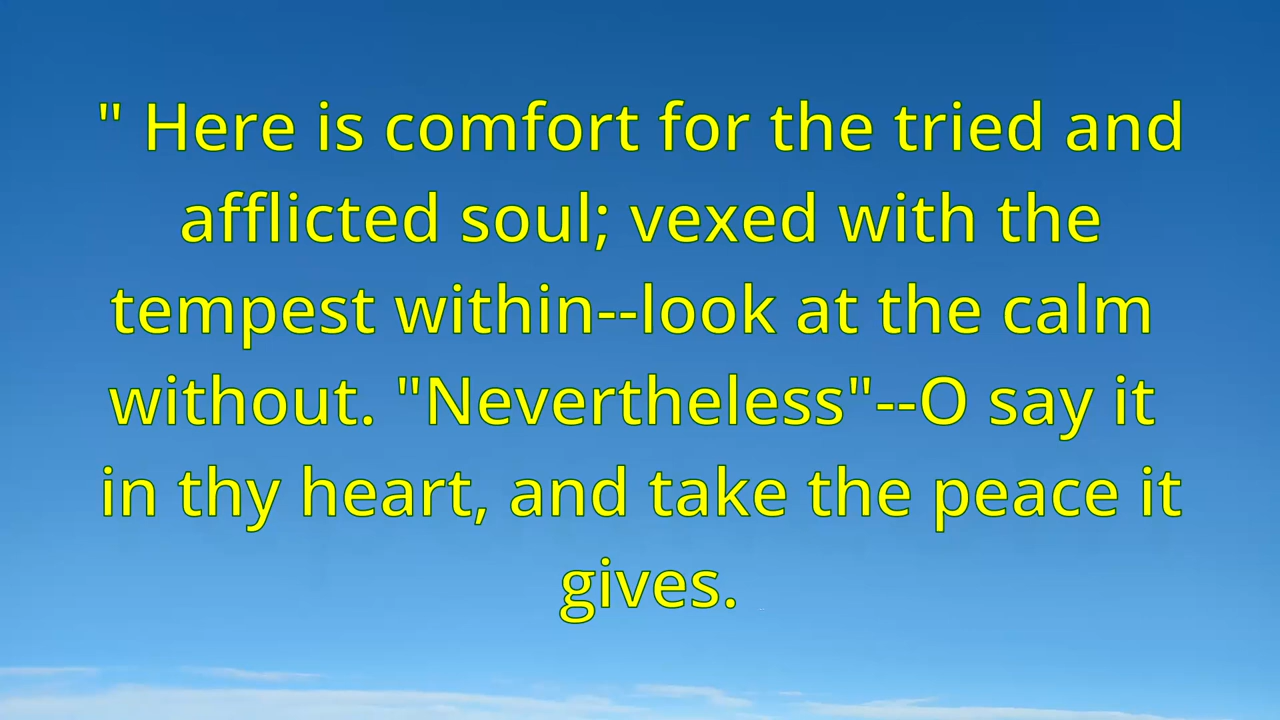 " Here is comfort for the tried and
afflicted soul; vexed with the
tempest within--look at the calm
without. "Nevertheless"--O say it
in thy heart, and take the peace it
gives.